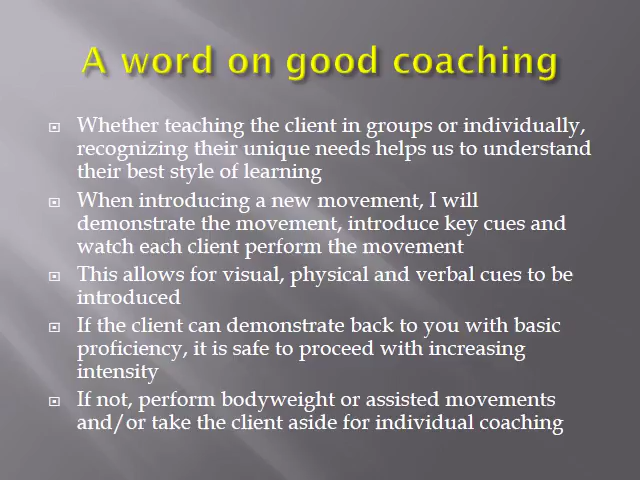 A word on good coaching
Whether teaching the client in groups or individually,
recognizing their unique needs helps us to understand
their best style of learning
When introducing a new movement, I will
demonstrate the movement, introduce key cues and
watch each client perform the movement
This allows for visual, physical and verbal cues to be
introduced
If the client can demonstrate back to you with basic
proficiency, it is safe to proceed with increasing
intensity
If not, perform bodyweight or assisted movements
and/or take the client aside for individual coaching